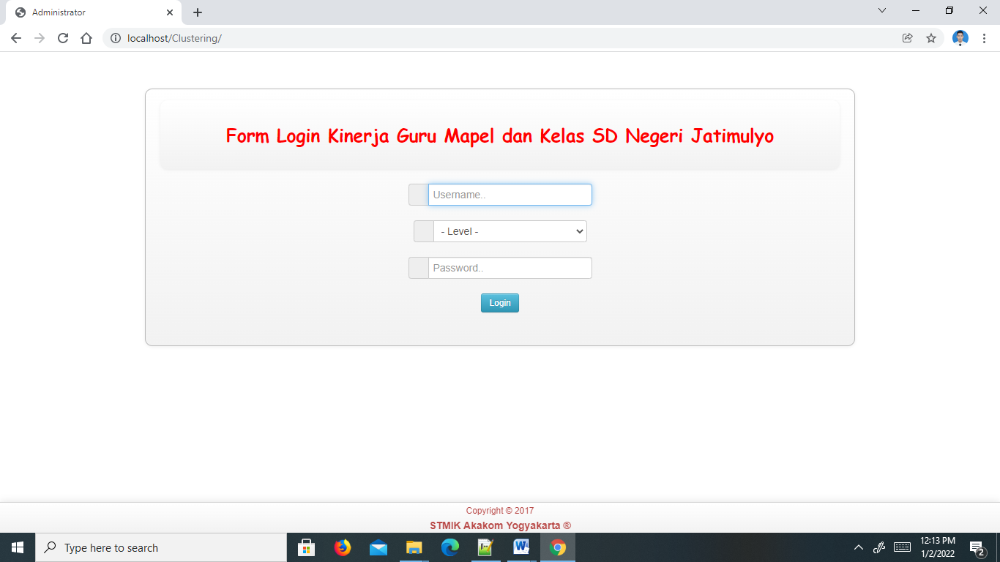 Administrator
localhost/Clustering/
Form Login Kinerja Guru Mapel dan Kelas SD Negeri Jatimulyo
Username..
- Level -
Password..
Login
Copyright © 2017
STMIK Akakom Yogyakarta ®
Type here to search
12:13 PM
1/2/2022
2